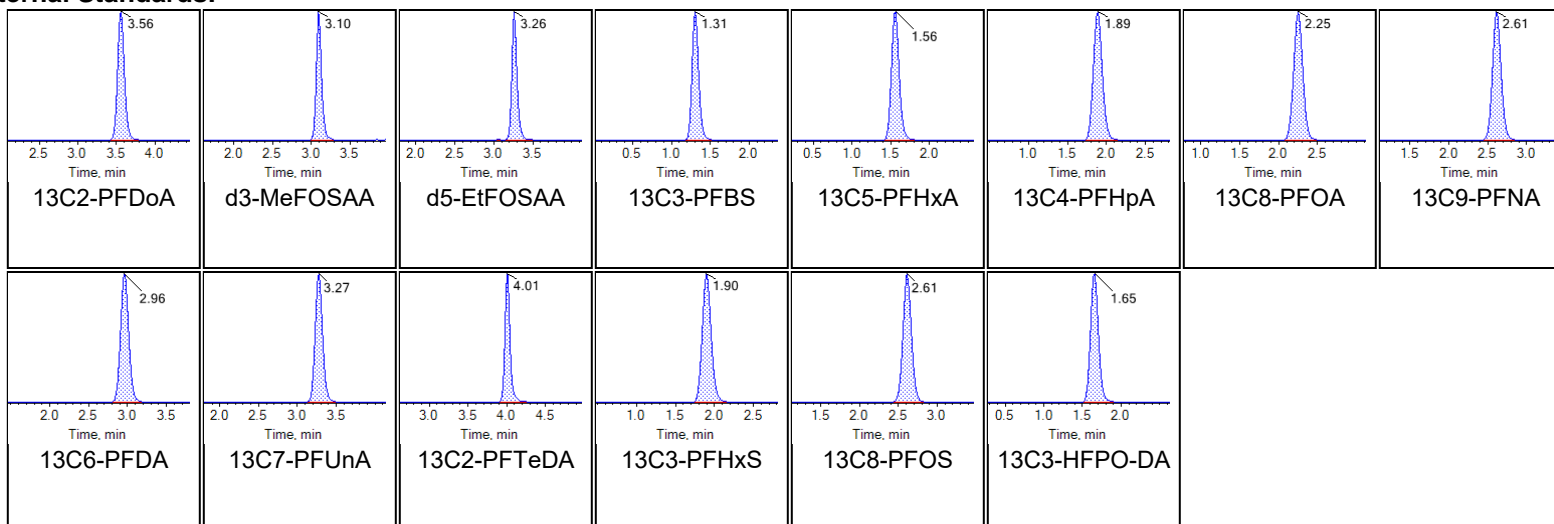 ternal Standards:
3.56 3.10 3.26 1.31 1.56 1.89 2.25 2.61
2.5 3.0 3.5 4.0 2.0 2.5 3.0 3.5 2.0 2.5 3.0 3.5 0.5 1.0 1.5 2.0 0.5 1.0 1.5 2.0 1.0 1.5 2.0 2.5 1.0 1.5 2.0 2.5 1.5 2.0 2.5 3.0
Time, min Time, min Time, min Time, min Time, min Time, min Time, min Time, min
13C2-PFDoA d3-MeFOSAA d5-EtFOSAA 13C3-PFBS 13C5-PFHxA 13C4-PFHpA 13C8-PFOA 13C9-PFNA
2.96 3.27 4.01 1.90 2.61 1.65
2.0 2.5 3.0 3.5 2.0 2.5 3.0 3.5 3.0 3.5 4.0 4.5 1.0 1.5 2.0 2.5 1.5 2.0 2.5 3.0 0.5 1.0 1.5 2.0
Time, min Time, min Time, min Time, min Time, min Time, min
13C6-PFDA 13C7-PFUnA 13C2-PFTeDA 13C3-PFHxS 13C8-PFOS 13C3-HFPO-DA